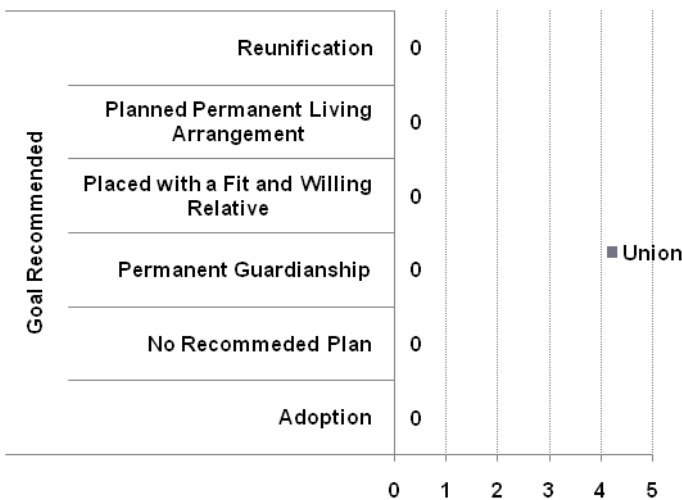 Goal Recommended
Reunification
0
Planned Permanent Living
Arrangement
0
Placed with a Fit and Willing
Relative
0
Permanent Guardianship
0
No Recommeded Plan
0
Adoption
0
Union
0 1 2 3 4 5